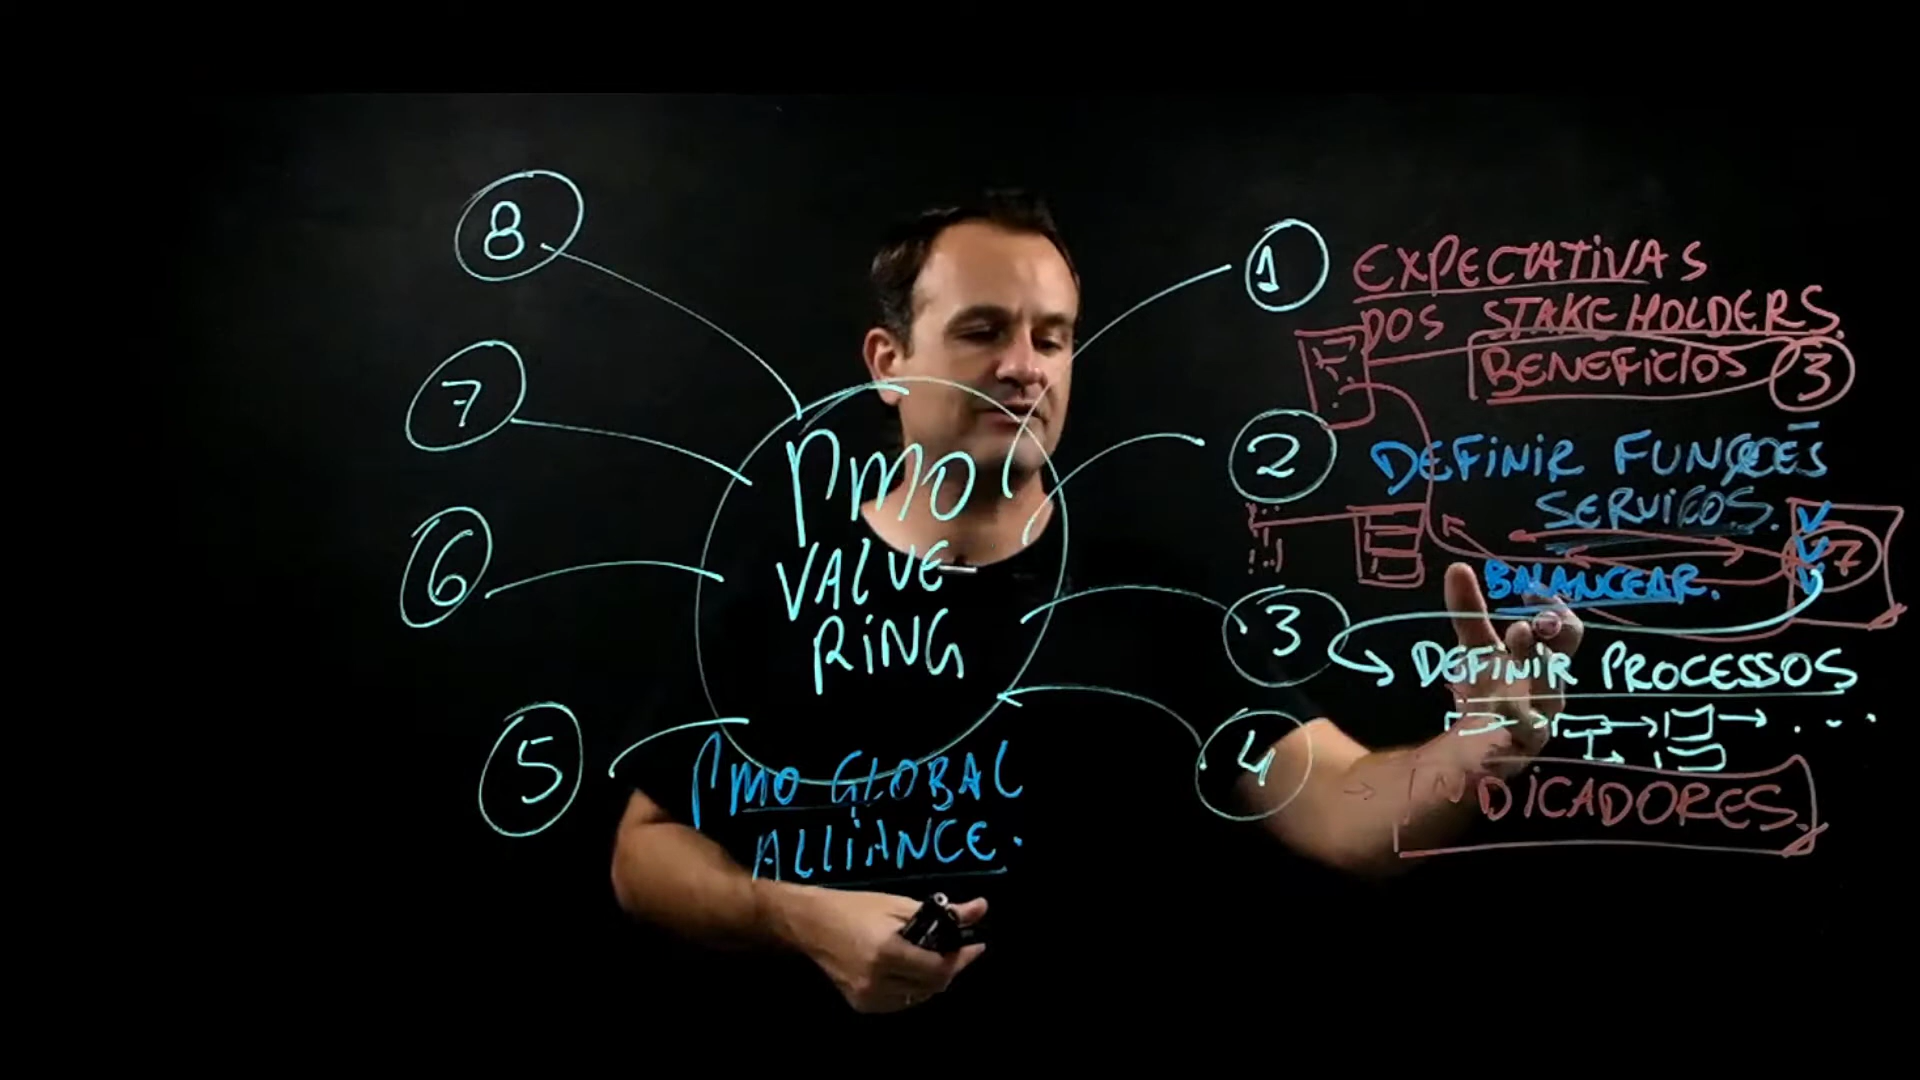 PMO
VALUE
RING
PMO GLOBAL
ALLIANCE.
1
EXPECTATIVAS
DOS STAKEHOLDERS.
BENEFICIOS 3
2
DEFINIR FUNÇÕES
SERVIÇOS.
7
BALANCEAR.
3
DEFINIR PROCESSOS
...
4
INDICADORES.
5
6
7
8